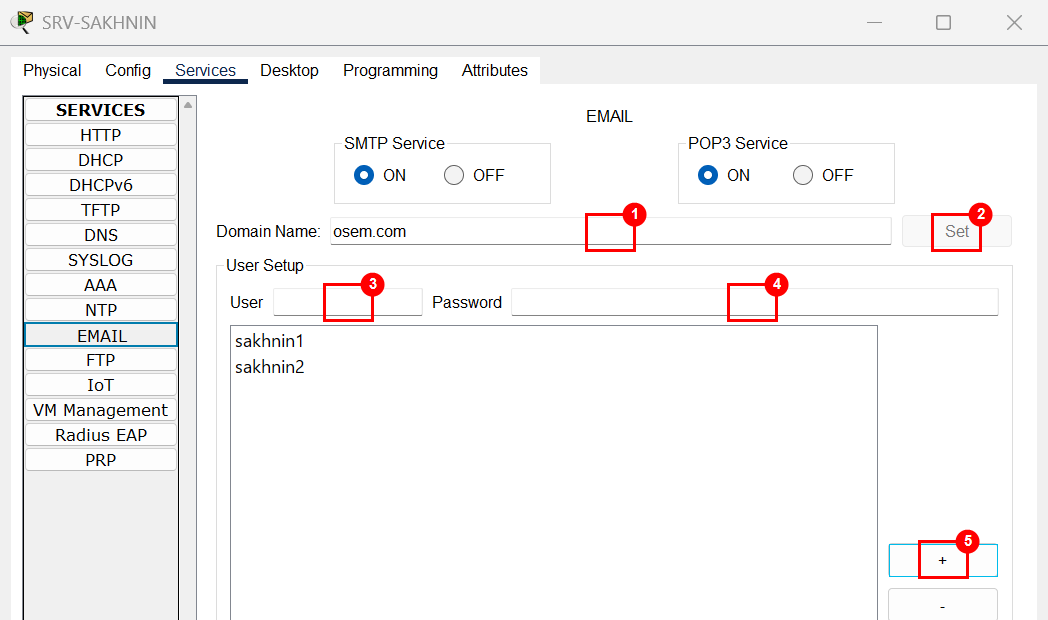 SRV-SAKHNIN
Physical Config Services Desktop Programming Attributes
SERVICES
HTTP
DHCP
DHCPv6
TFTP
DNS
SYSLOG
AAA
NTP
EMAIL
FTP
IoT
VM Management
Radius EAP
PRP
EMAIL
SMTP Service
ON OFF
POP3 Service
ON OFF
Domain Name: osem.com 1 Set 2
User Setup
User 3 Password 4
sakhnin1
sakhnin2
+ 5
-